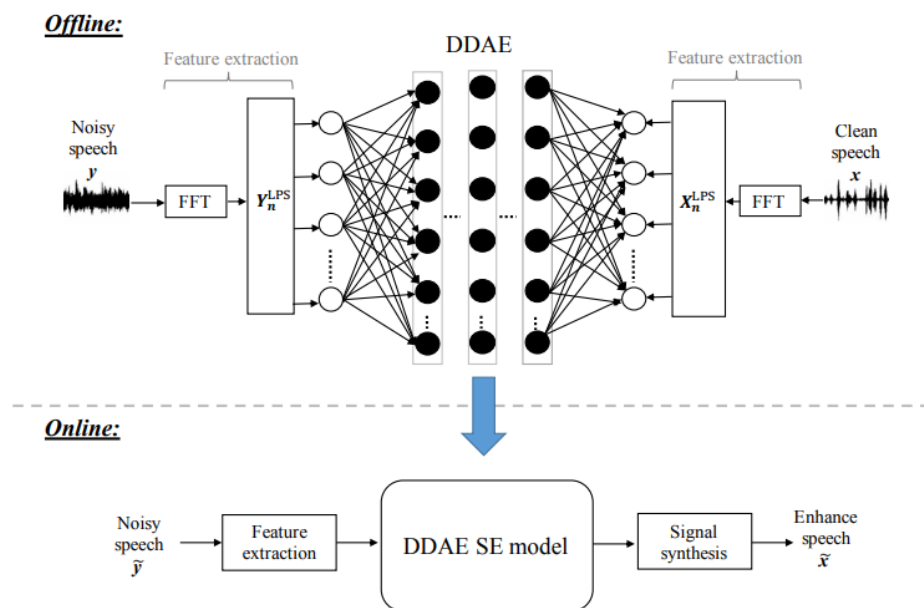 Offline:
DDAE
Feature extraction
Feature extraction
Noisy
speech
y
FFT
Y_n^LPS
X_n^LPS
FFT
Clean
speech
x
Online:
Noisy
speech
ỹ
Feature
extraction
DDAE SE model
Signal
synthesis
Enhance
speech
x̃